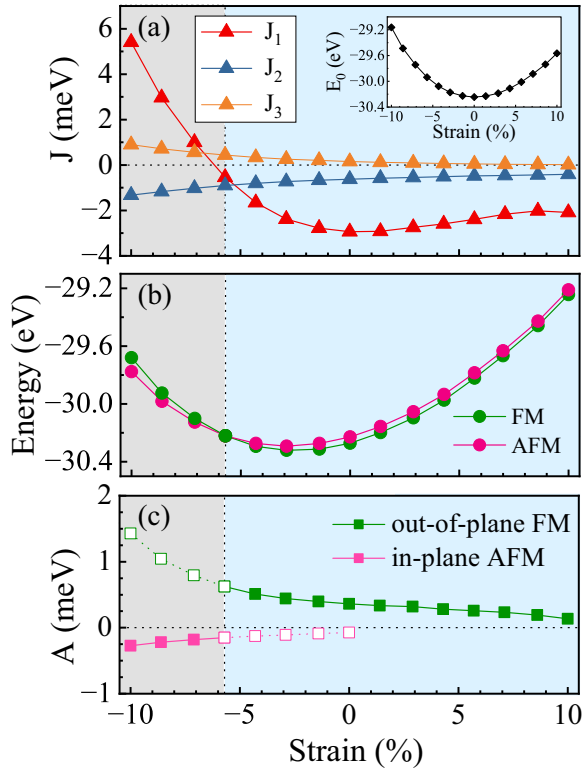 (a)
J₁
J₂
J₃
J (meV)
6
4
2
0
−2
−4
E₀ (eV)
−29.2
−29.6
−30.0
−30.4
−10 −5 0 5 10
Strain (%)
(b)
Energy (eV)
−29.2
−29.6
−30.0
−30.4
FM
AFM
(c)
out-of-plane FM
in-plane AFM
A (meV)
2
1
0
−1
−10 −5 0 5 10
Strain (%)